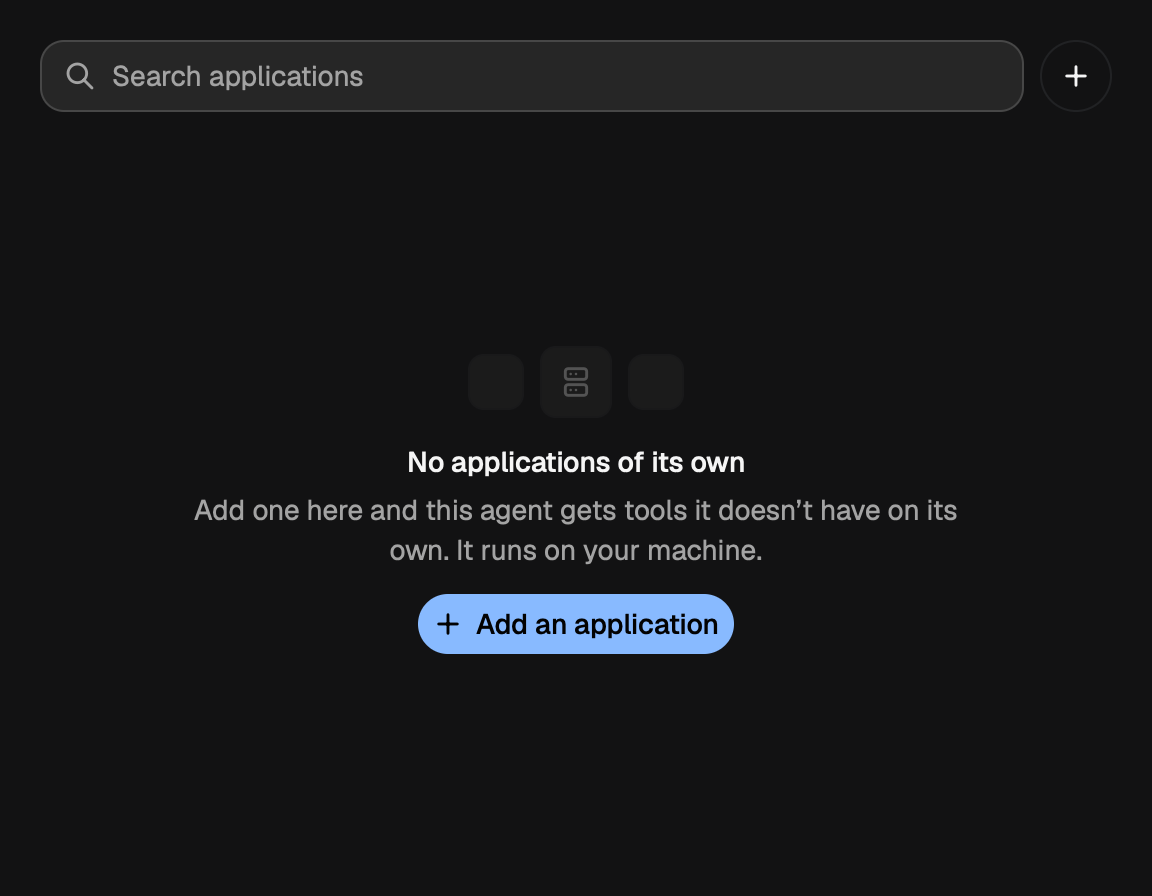 Search applications
No applications of its own
Add one here and this agent gets tools it doesn’t have on its
own. It runs on your machine.
Add an application